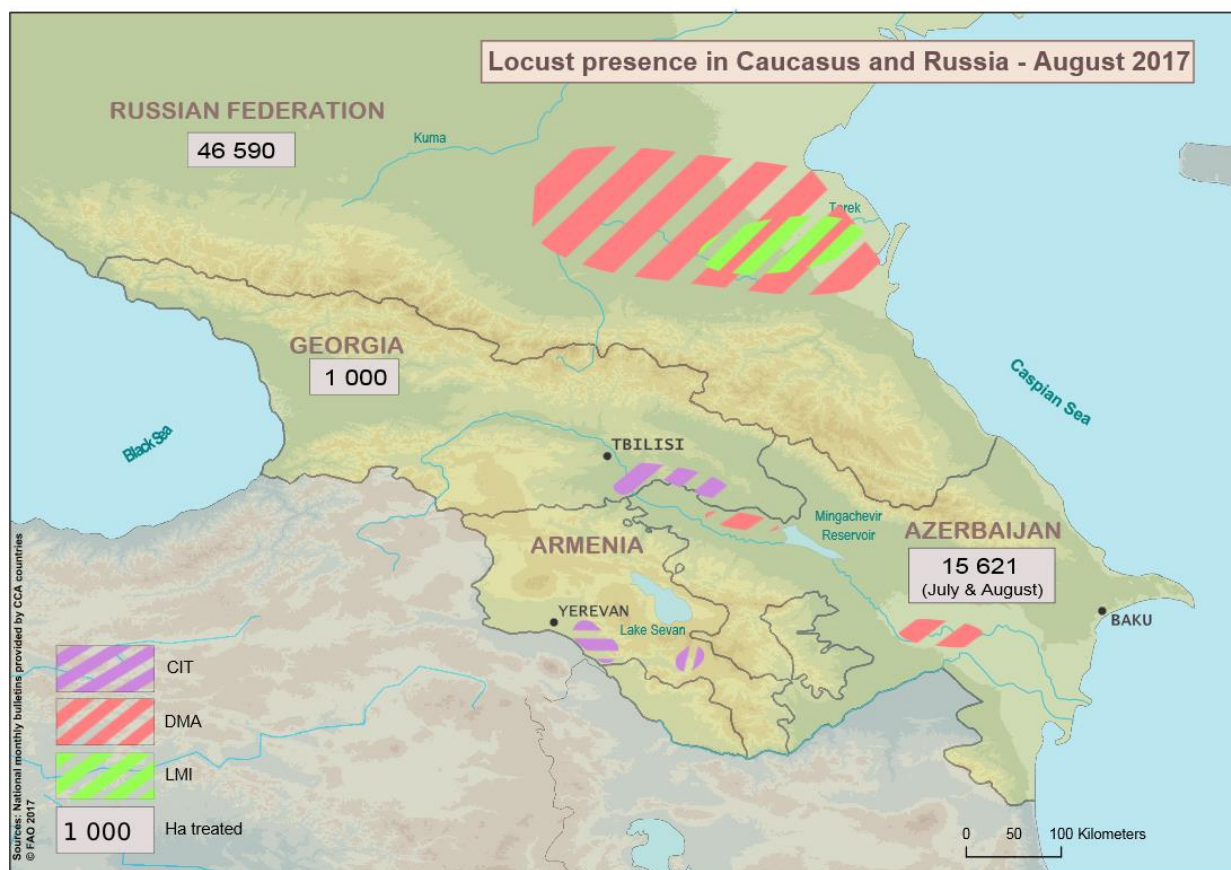 Locust presence in Caucasus and Russia - August 2017
RUSSIAN FEDERATION
46 590
Kuma
Terek
GEORGIA
1 000
Caspian Sea
Black Sea
TBILISI
Mingachevir
Reservoir
AZERBAIJAN
15 621
(July & August)
ARMENIA
YEREVAN
Lake Sevan
BAKU
CIT
DMA
LMI
1 000
Ha treated
0 50 100 Kilometers
Sources: National monthly bulletins provided by CCA countries
© FAO 2017